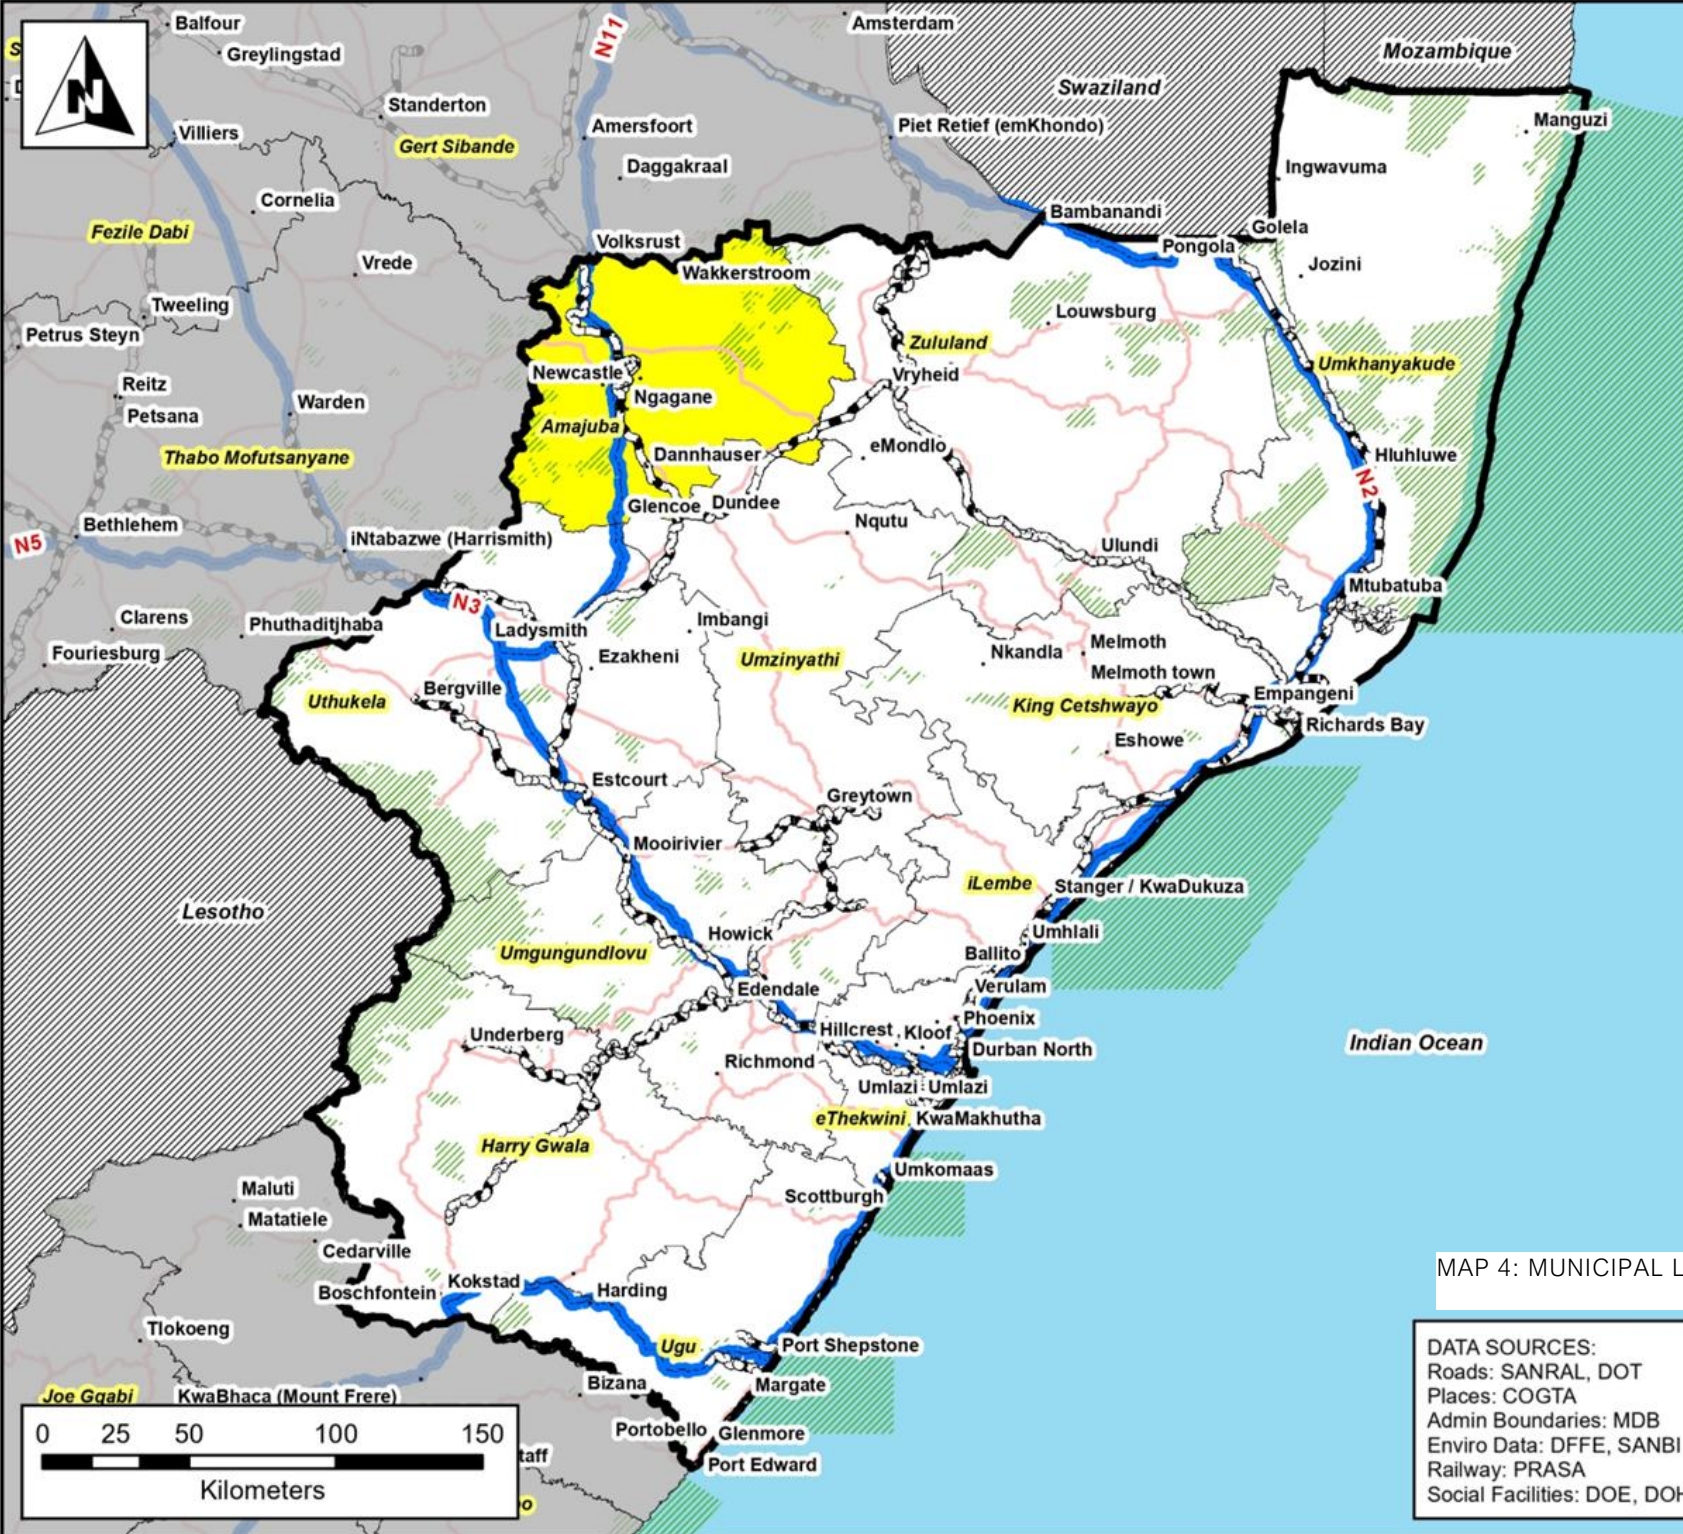 Balfour
Amsterdam
N11
Greylingstad
Mozambique
Swaziland
N
Standerton
Manguzi
Villiers
Amersfoort
Piet Retief (emKhondo)
Gert Sibande
Daggakraal
Ingwavuma
Cornelia
Bambanandi
Fezile Dabi
Golela
Volksrust
Pongola
Vrede
Wakkerstroom
Jozini
Tweeling
Louwsburg
Petrus Steyn
Zululand
Umkhanyakude
Newcastle
Vryheid
Reitz
Ngagane
Warden
Petsana
Amajuba
eMondlo
Thabo Mofutsanyane
Dannhauser
Hluhluwe
N2
Glencoe
Dundee
Bethlehem
Nqutu
iNtabazwe (Harrismith)
N5
Ulundi
Mtubatuba
N3
Clarens
Phuthaditjhaba
Imbangi
Ladysmith
Melmoth
Fouriesburg
Ezakheni
Umzinyathi
Nkandla
Melmoth town
Bergville
Uthukela
Empangeni
King Cetshwayo
Richards Bay
Eshowe
Estcourt
Greytown
Mooirivier
iLembe
Stanger / KwaDukuza
Lesotho
Howick
Umhlali
Umgungundlovu
Ballito
Edendale
Verulam
Phoenix
Underberg
Hillcrest
Kloof
Indian Ocean
Durban North
Richmond
Umlazi
Umlazi
eThekwini
KwaMakhutha
Harry Gwala
Umkomaas
Maluti
Scottburgh
Matatiele
Cedarville
MAP 4: MUNICIPAL L
Kokstad
Boschfontein
Harding
Tlokoeng
Ugu
Port Shepstone
Bizana
Margate
Joe Gqabi
KwaBhaca (Mount Frere)
Portobello
Glenmore
Port Edward
taff
0 25 50 100 150
Kilometers
DATA SOURCES:
Roads: SANRAL, DOT
Places: COGTA
Admin Boundaries: MDB
Enviro Data: DFFE, SANBI
Railway: PRASA
Social Facilities: DOE, DOH